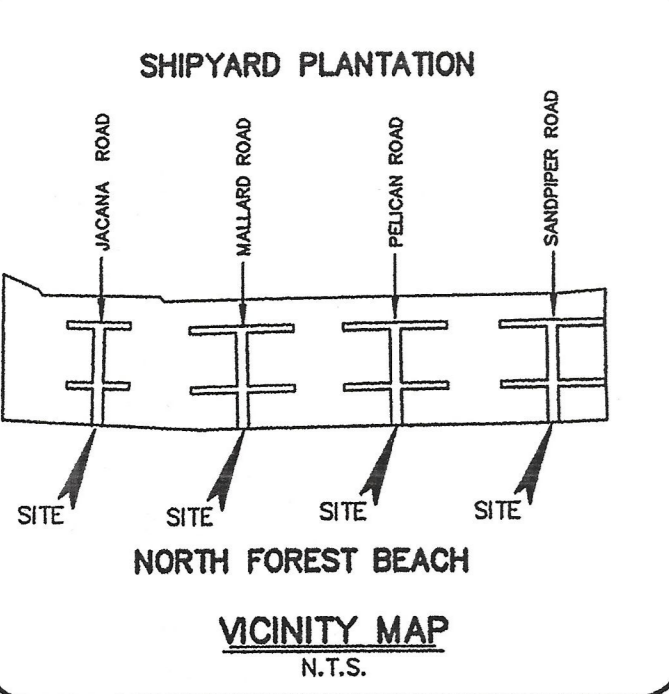 SHIPYARD PLANTATION
JACANA ROAD
MALLARD ROAD
PELICAN ROAD
SANDPIPER ROAD
SITE
SITE
SITE
SITE
NORTH FOREST BEACH
VICINITY MAP
N.T.S.